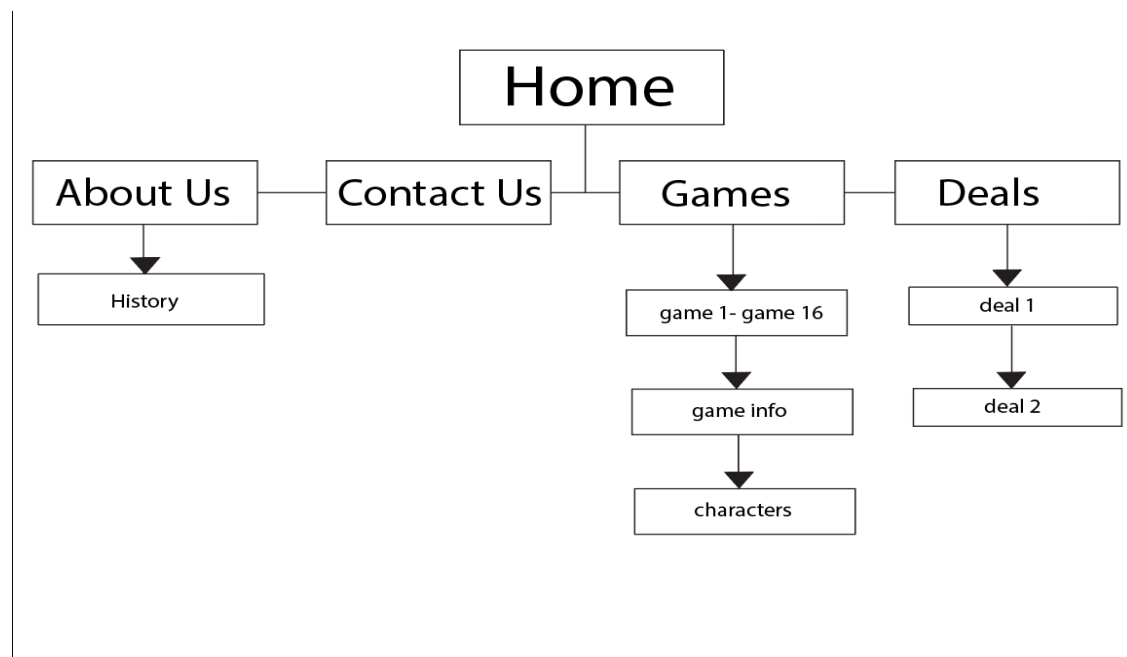 Home
About Us
Contact Us
Games
Deals
History
game 1- game 16
deal 1
game info
deal 2
characters